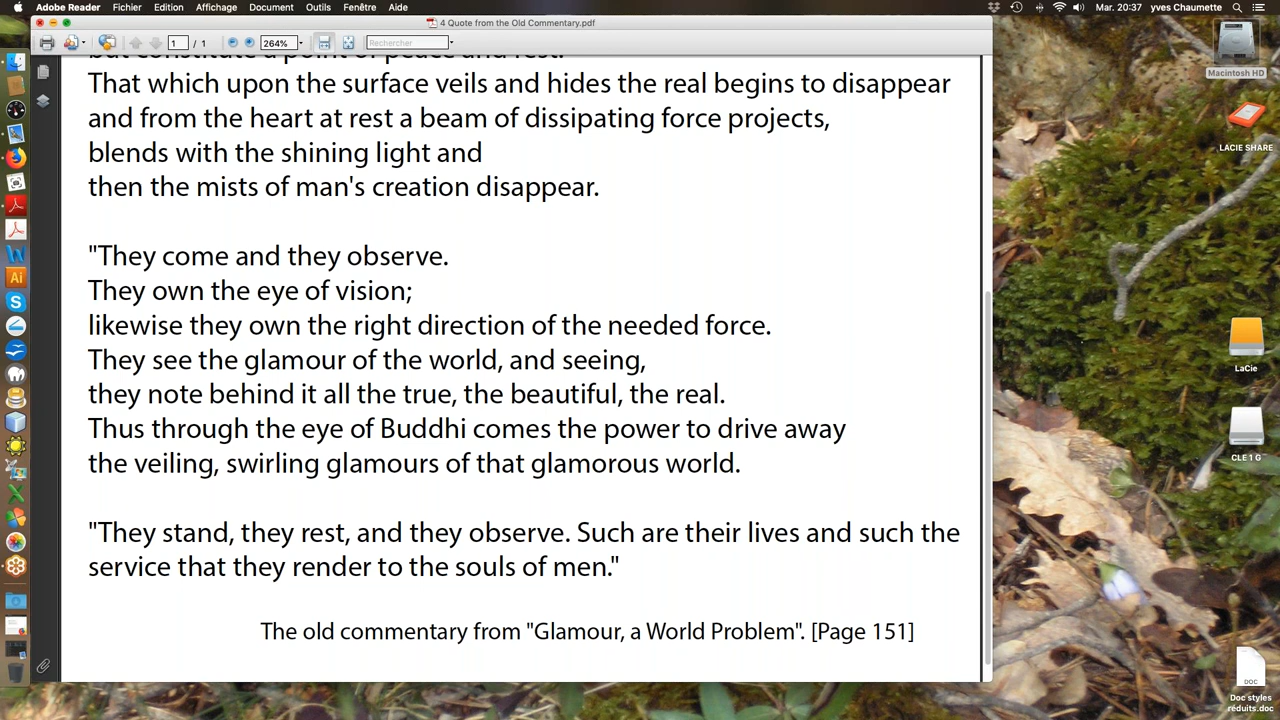 Adobe Reader Fichier Edition Affichage Document Outils Fenêtre Aide Mar. 20:37 yves Chaumette
4 Quote from the Old Commentary.pdf
1 / 1 264% Rechercher
but constitute a point of peace and rest.
That which upon the surface veils and hides the real begins to disappear
and from the heart at rest a beam of dissipating force projects,
blends with the shining light and
then the mists of man's creation disappear.
"They come and they observe.
They own the eye of vision;
likewise they own the right direction of the needed force.
They see the glamour of the world, and seeing,
they note behind it all the true, the beautiful, the real.
Thus through the eye of Buddhi comes the power to drive away
the veiling, swirling glamours of that glamorous world.
"They stand, they rest, and they observe. Such are their lives and such the
service that they render to the souls of men."
The old commentary from "Glamour, a World Problem". [Page 151]
Macintosh HD
LACIE SHARE
LaCie
CLE 1 G
DOC
Doc styles
réduits.doc